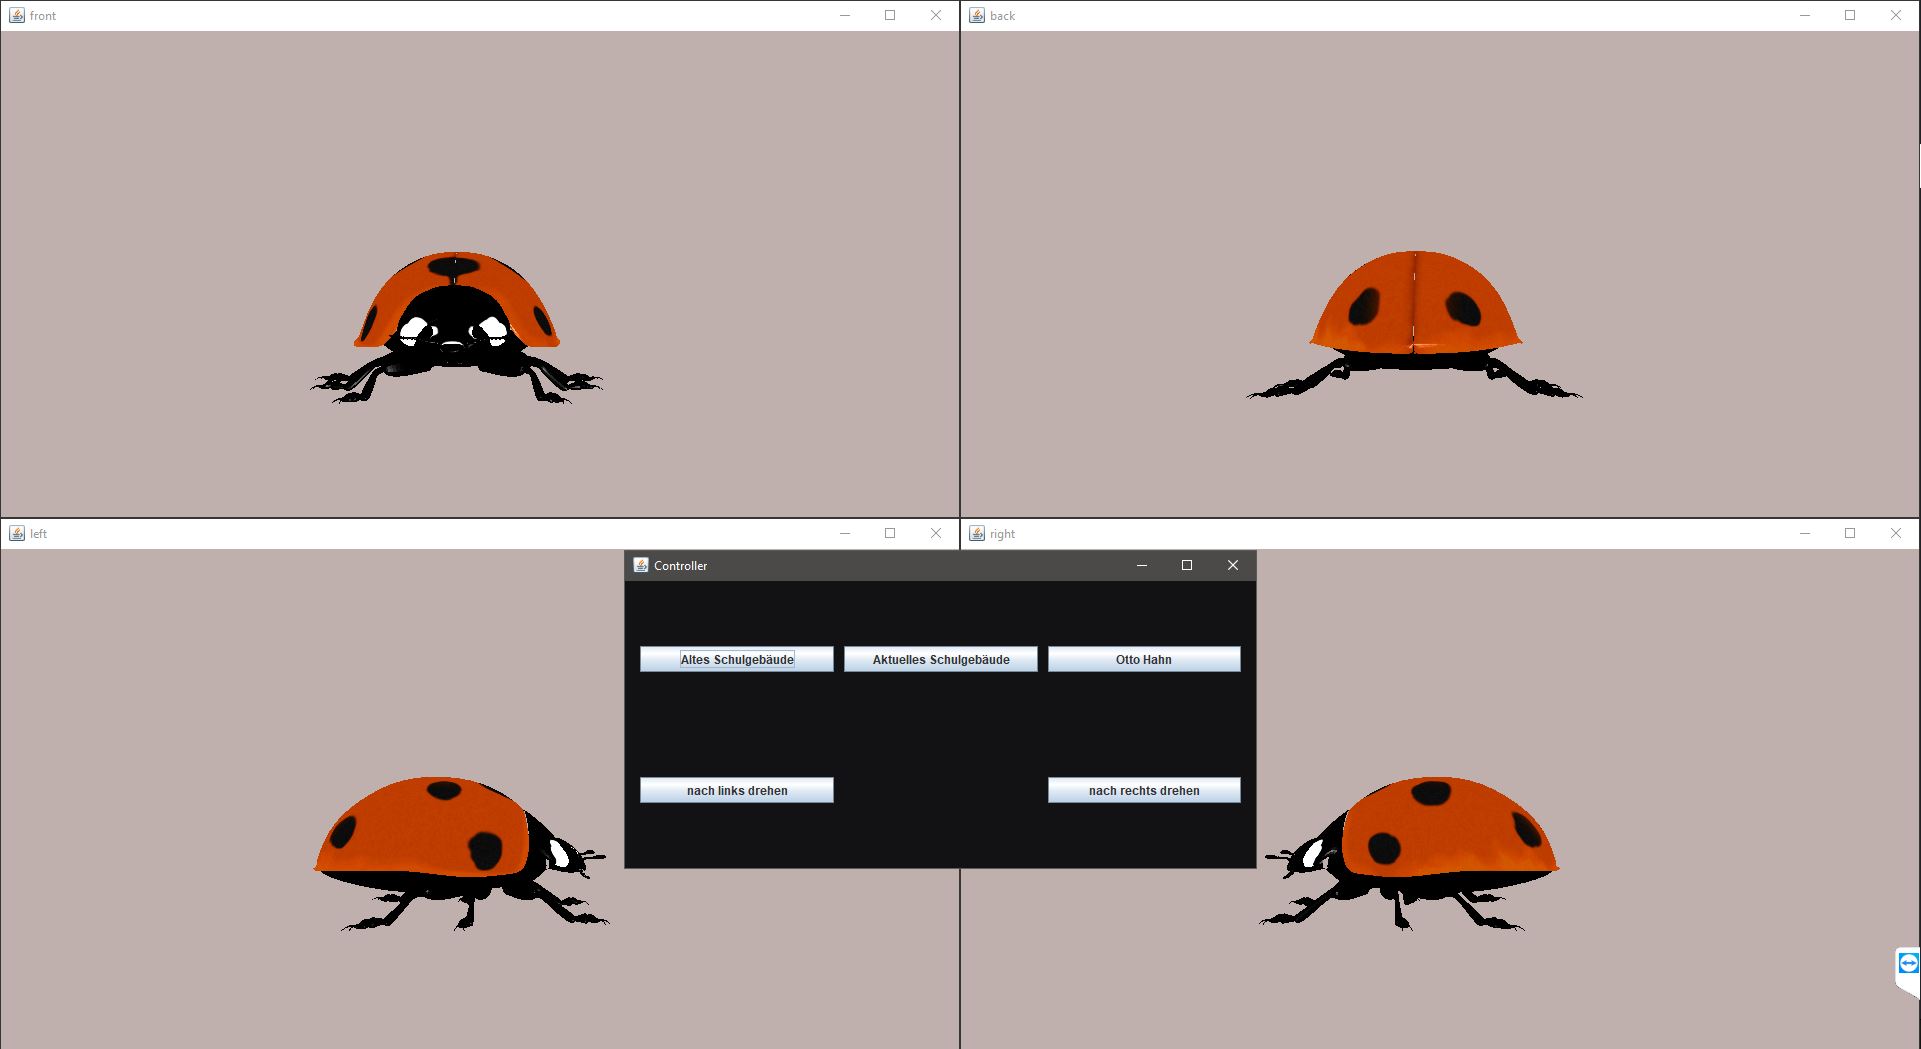 front
back
left
right
Controller
Altes Schulgebäude
Aktuelles Schulgebäude
Otto Hahn
nach links drehen
nach rechts drehen